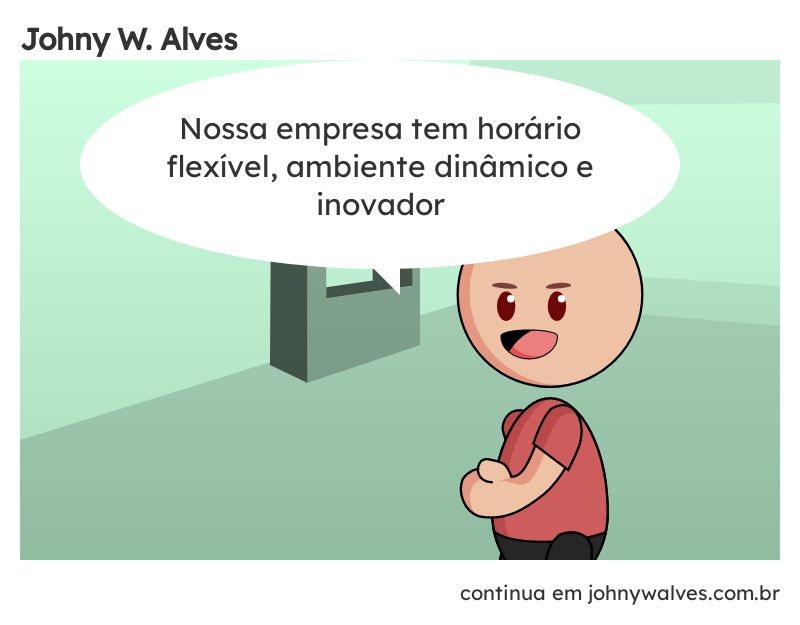 Johny W. Alves
Nossa empresa tem horário
flexível, ambiente dinâmico e
inovador
continua em johnywalves.com.br